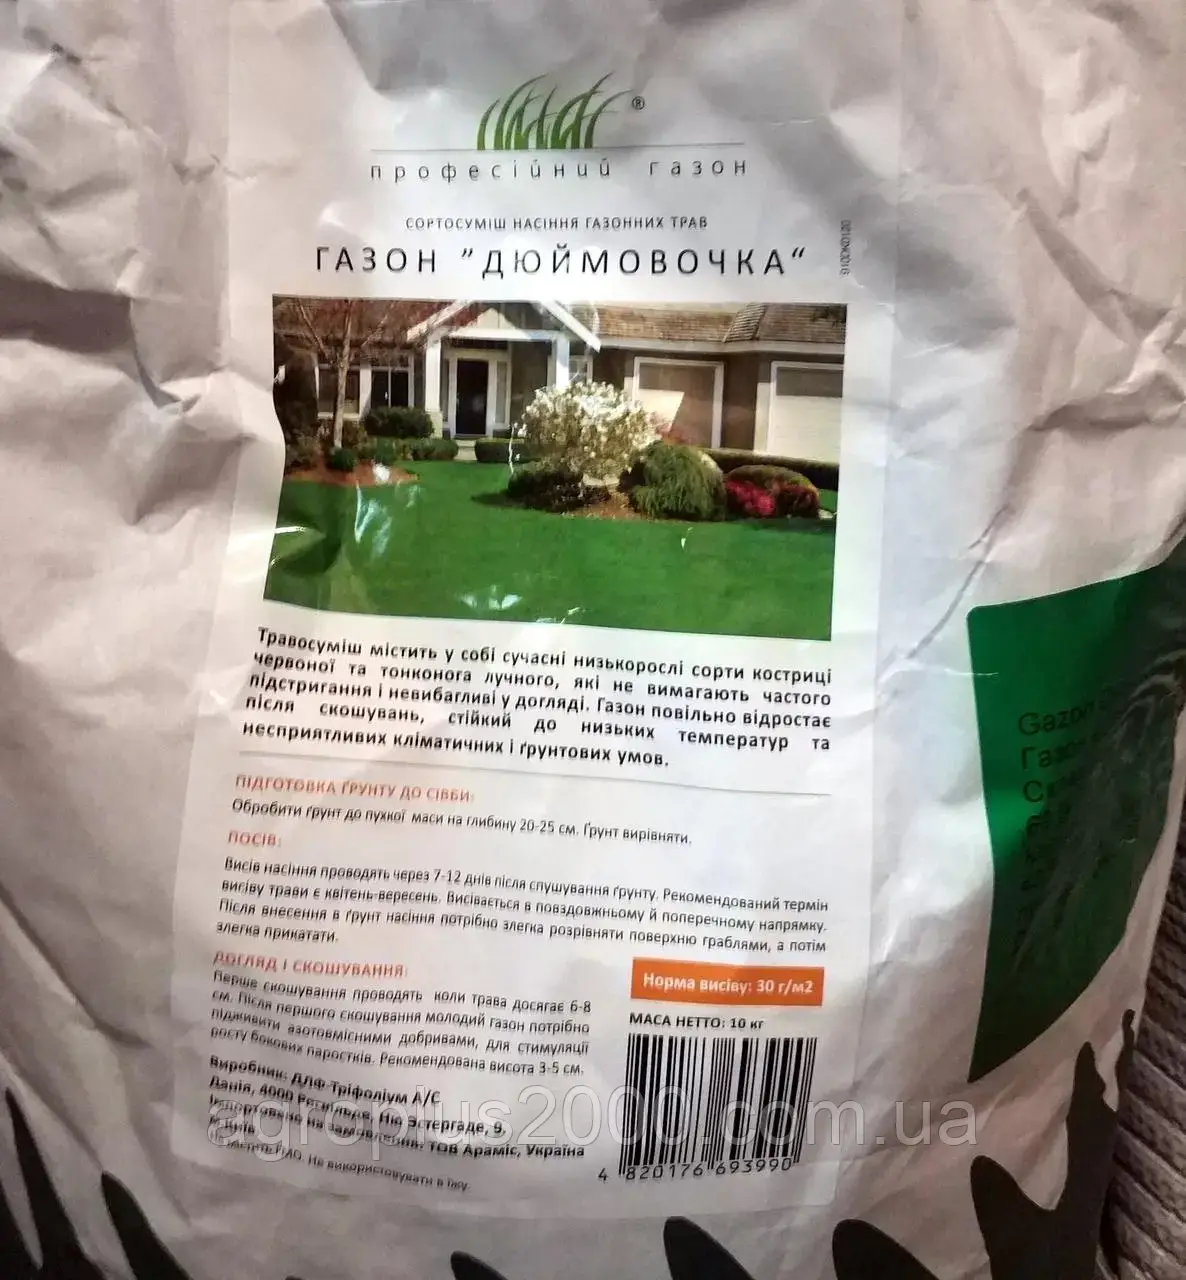 ®
професійний газон
СОРТОСУМІШ НАСІННЯ ГАЗОННИХ ТРАВ
ГАЗОН "ДЮЙМОВОЧКА"
Травосуміш містить у собі сучасні низькорослі сорти костриці
червоної та тонконога лучного, які не вимагають частого
підстригання і невибагливі у догляді. Газон повільно відростає
після скошувань, стійкий до низьких температур та
несприятливих кліматичних і ґрунтових умов.
ПІДГОТОВКА ҐРУНТУ ДО СІВБИ:
Обробити ґрунт до пухкої маси на глибину 20-25 см. Ґрунт вирівняти.
ПОСІВ:
Висів насіння проводять через 7-12 днів після спушування ґрунту. Рекомендований термін
висіву трави є квітень-вересень. Висівається в повздовжньому й поперечному напрямку.
Після внесення в ґрунт насіння потрібно злегка розрівняти поверхню граблями, а потім
злегка прикатати.
ДОГЛЯД І СКОШУВАННЯ:
Перше скошування проводять коли трава досягає 6-8
см. Після першого скошування молодий газон потрібно
підживити азотовмісними добривами, для стимуляції
росту бокових паростків. Рекомендована висота 3-5 см.
Норма висіву: 30 г/м2
МАСА НЕТТО: 10 кг
Виробник: ДЛФ-Тріфоліум А/С
Данія, 4000 Ню Эстергаде, 9.
Імпортовано на замовлення: ТОВ Араміс, Україна
ГМО. Не використовувати в їжу.
4 820176 693990
agroplus2000.com.ua